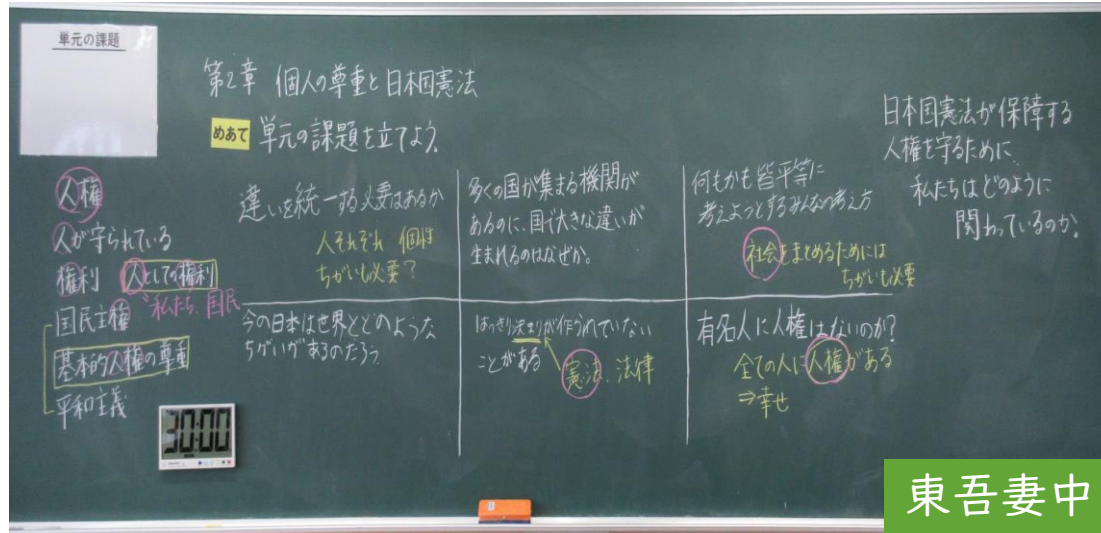 単元の課題
第2章 個人の尊重と日本国憲法
めあて 単元の課題を立てよう。
人権
人が守られている
権利 人としての権利
私たち、国民
国民主権
基本的人権の尊重
平和主義
30:00
違いを統一する必要はあるか
人それぞれ 個性
ちがいも必要?
多くの国が集まる機関が
あるのに、国で大きな違いが
生まれるのはなぜか。
何もかも皆平等に
考えようとするみんなの考え方
社会をまとめるためには
ちがいも必要
今の日本は世界とどのような
ちがいがあるのだろう
はっきり決まりが作られていない
ことがある
憲法、法律
有名人に人権はないのか?
全ての人に人権がある
⇒幸せ
日本国憲法が保障する
人権を守るために、
私たちはどのように
関わっているのか。
東吾妻中